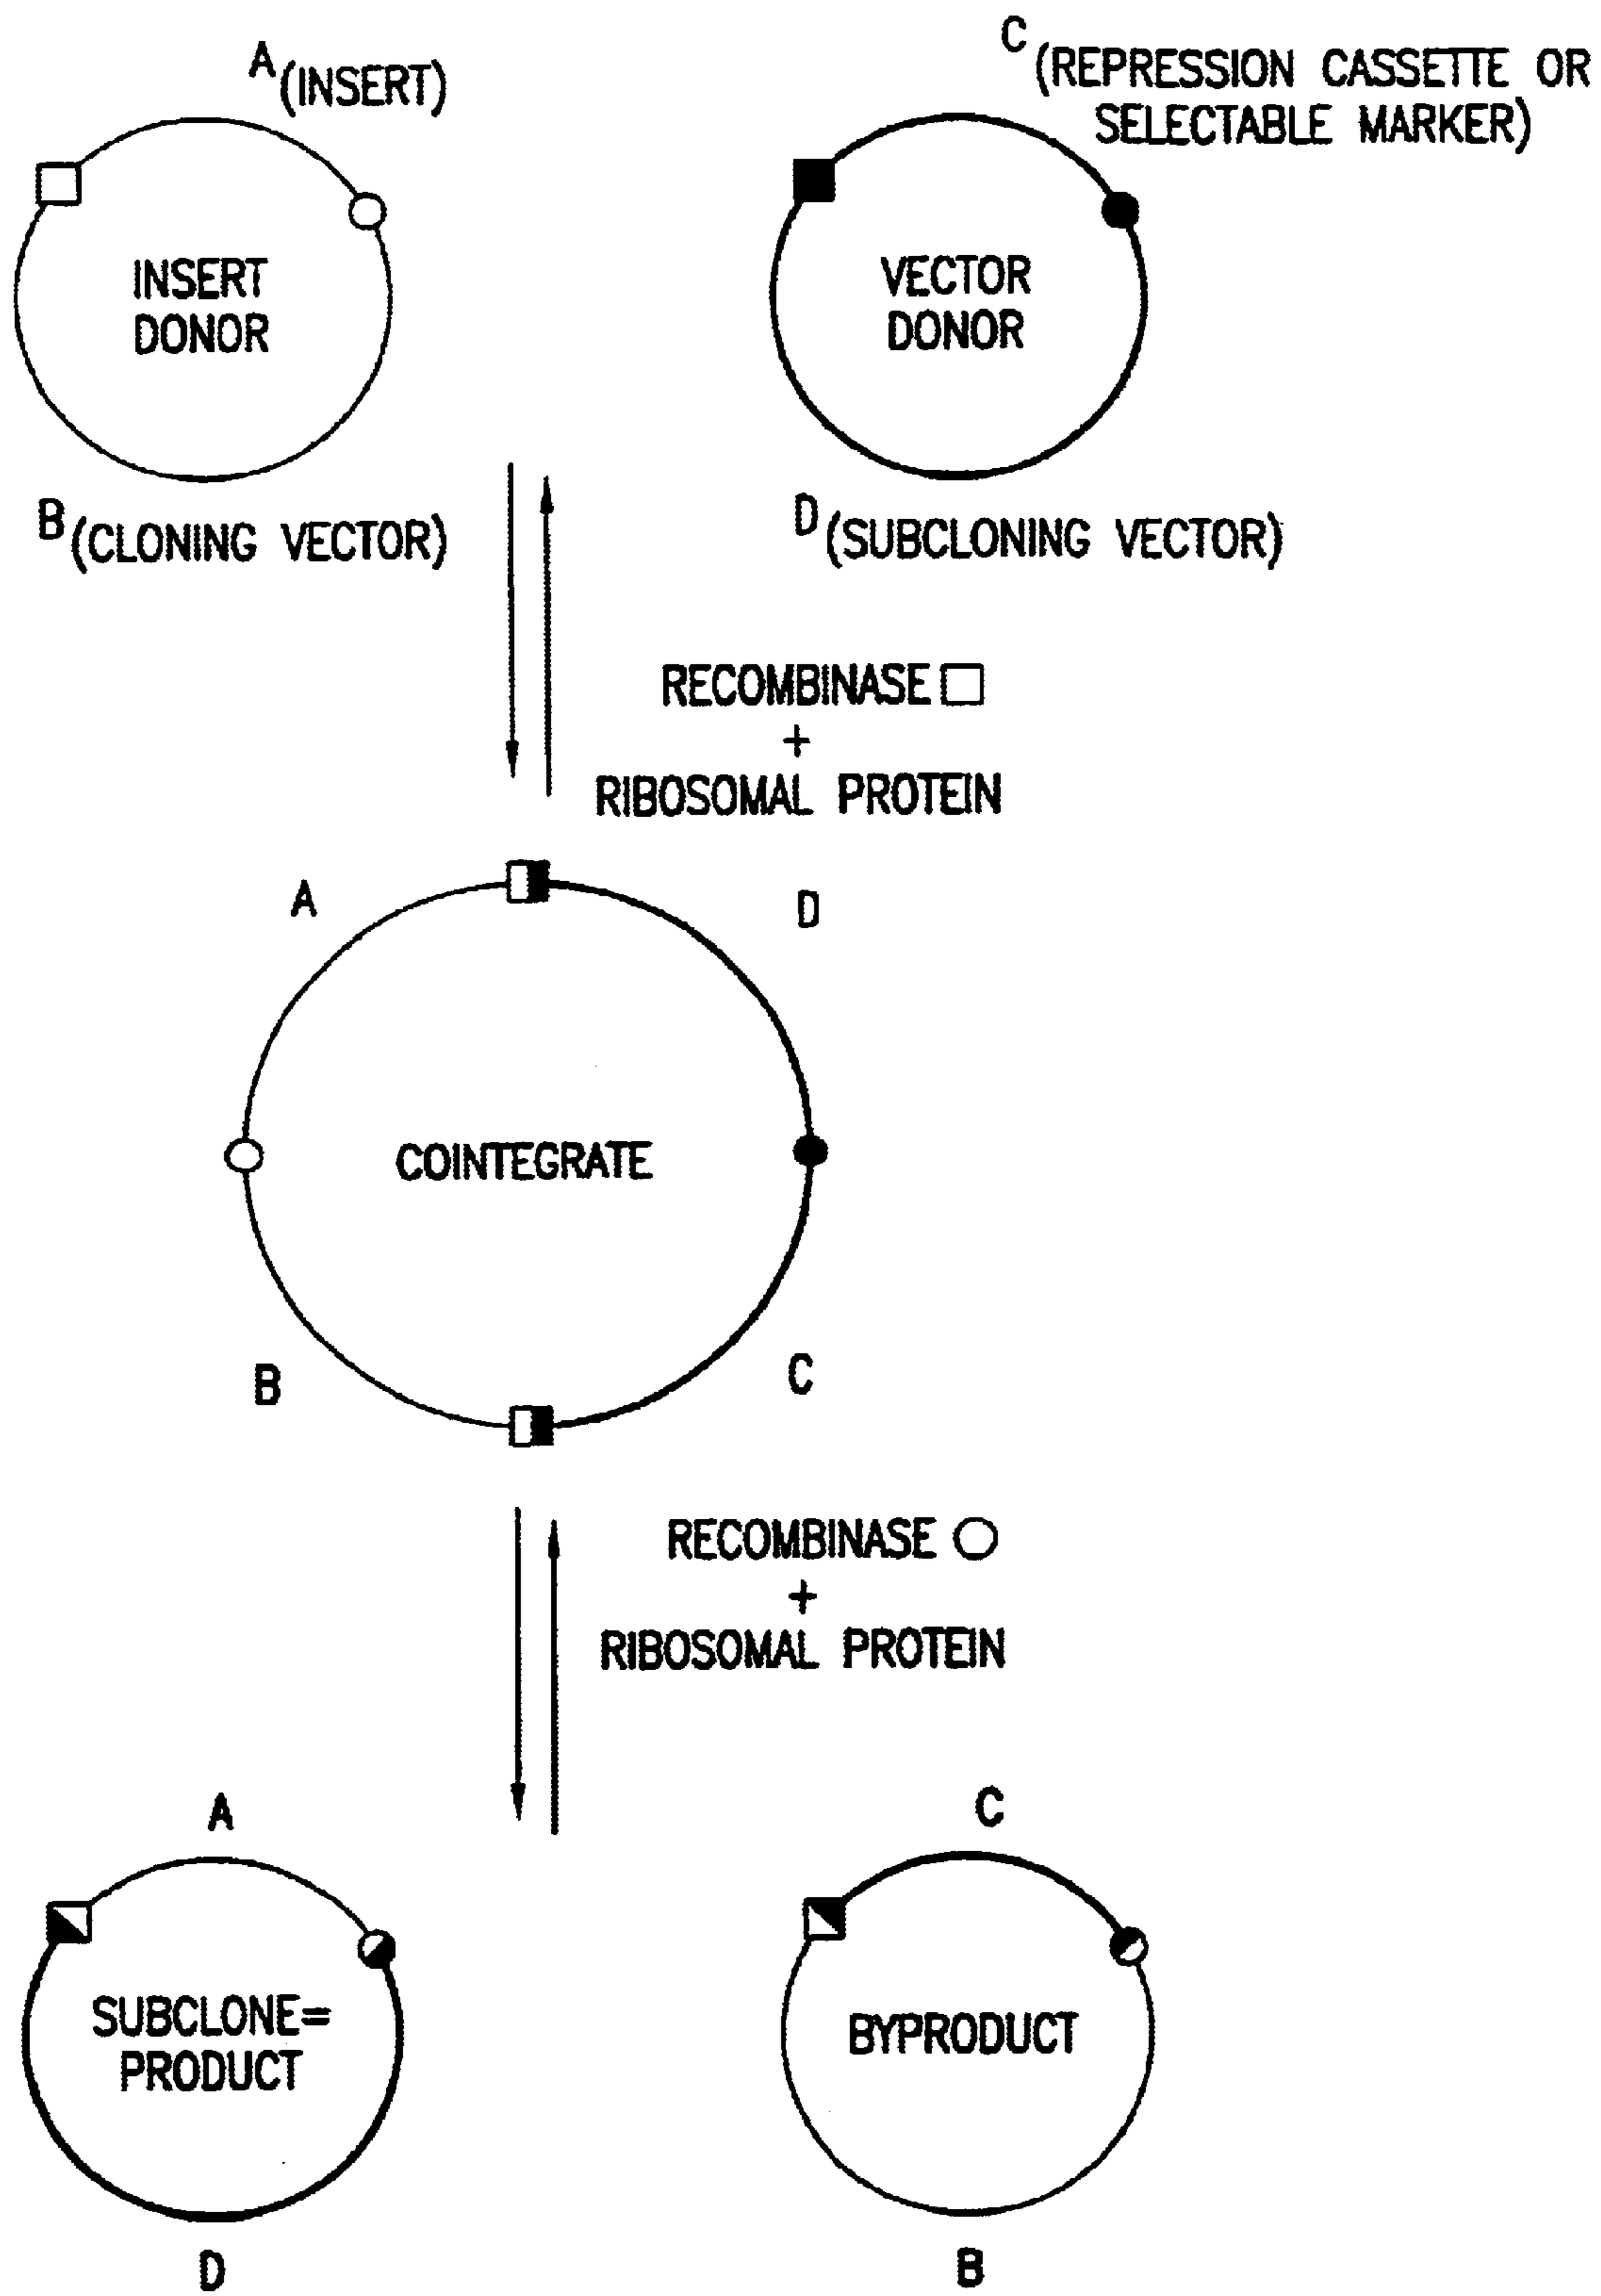 A (INSERT)
C (REPRESSION CASSETTE OR
SELECTABLE MARKER)
INSERT
DONOR
VECTOR
DONOR
B (CLONING VECTOR)
D (SUBCLONING VECTOR)
RECOMBINASE
+
RIBOSOMAL PROTEIN
A
D
COINTEGRATE
B
C
RECOMBINASE
+
RIBOSOMAL PROTEIN
A
C
SUBCLONE=
PRODUCT
BYPRODUCT
D
B